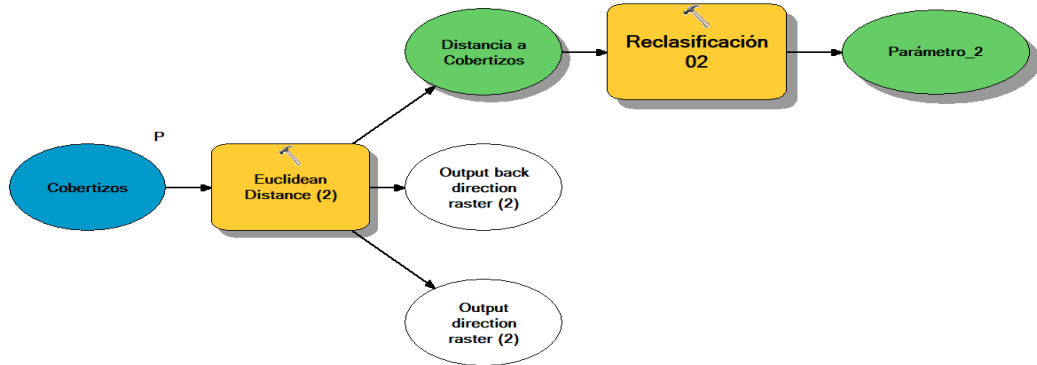 Distancia a
Cobertizos
Reclasificación
02
Parámetro_2
P
Cobertizos
Euclidean
Distance (2)
Output back
direction
raster (2)
Output
direction
raster (2)